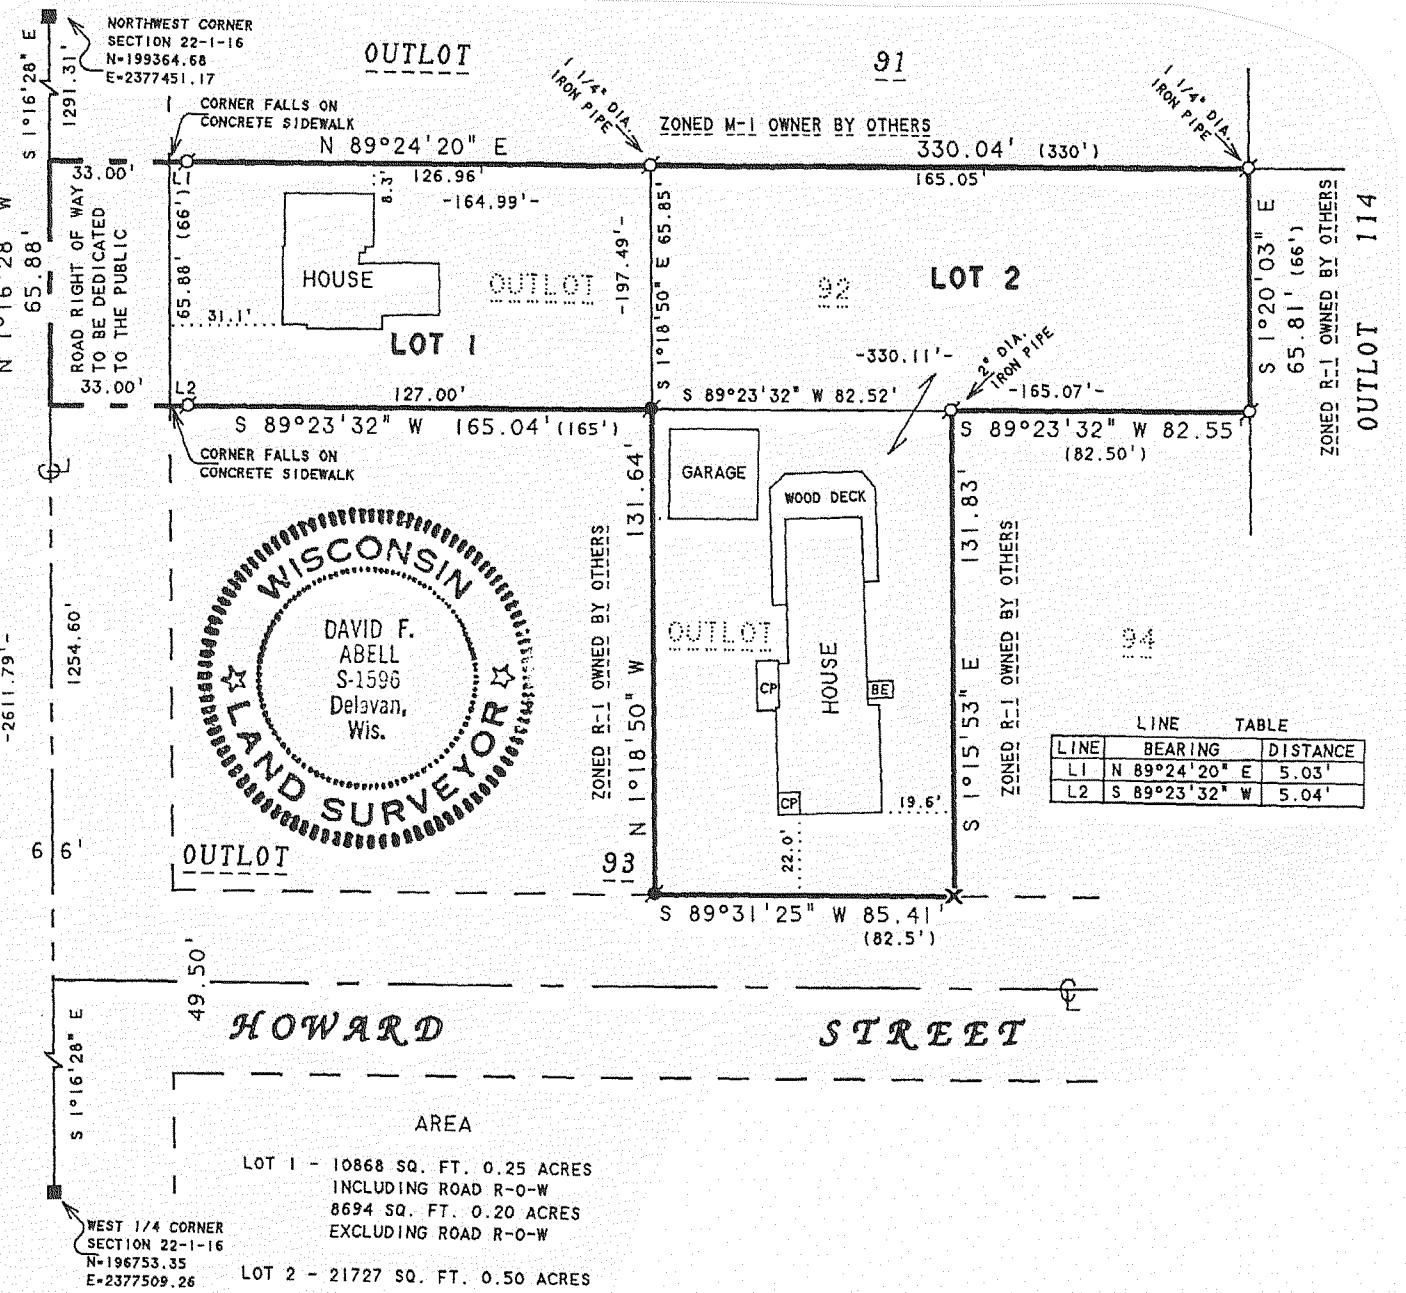 NORTHWEST CORNER
SECTION 22-1-16
N=199364.68
E=2377451.17
OUTLOT
91
S 1°16'28" E
1291.31'
CORNER FALLS ON
CONCRETE SIDEWALK
1 1/4" DIA.
IRON PIPE
ZONED M-1 OWNER BY OTHERS
1 1/4" DIA.
IRON PIPE
N 89°24'20" E
330.04' (330')
33.00'
L1
126.96'
165.05'
-164.99'-
8.3'
N 1°16'28" W
65.88'
ROAD RIGHT OF WAY
TO BE DEDICATED
TO THE PUBLIC
65.88' (66')
HOUSE
OUTLOT
-197.49'-
S 1°18'50" E 65.85'
92
LOT 2
S 1°20'03" E
65.81' (66')
ZONED R-1 OWNED BY OTHERS
OUTLOT 114
31.1'
LOT 1
-330.11'-
2" DIA.
IRON PIPE
33.00'
L2
127.00'
S 89°23'32" W 82.52'
-165.07'-
S 89°23'32" W 165.04' (165')
S 89°23'32" W 82.55'
(82.50')
CORNER FALLS ON
CONCRETE SIDEWALK
GARAGE
WOOD DECK
131.64'
131.83'
WISCONSIN
LAND SURVEYOR
DAVID F.
ABELL
S-1596
Delavan,
Wis.
ZONED R-1 OWNED BY OTHERS
N 1°18'50" W
OUTLOT
HOUSE
CP
BE
CP
S 1°15'53" E
ZONED R-1 OWNED BY OTHERS
94
-2611.79'-
1254.60'
LINE TABLE
LINE BEARING DISTANCE
L1 N 89°24'20" E 5.03'
L2 S 89°23'32" W 5.04'
19.6'
22.0'
66'
OUTLOT
93
S 89°31'25" W 85.41'
(82.5')
49.50'
HOWARD STREET
S 1°16'28" E
AREA
LOT 1 - 10868 SQ. FT. 0.25 ACRES
INCLUDING ROAD R-O-W
8694 SQ. FT. 0.20 ACRES
EXCLUDING ROAD R-O-W
LOT 2 - 21727 SQ. FT. 0.50 ACRES
WEST 1/4 CORNER
SECTION 22-1-16
N=196753.35
E=2377509.26